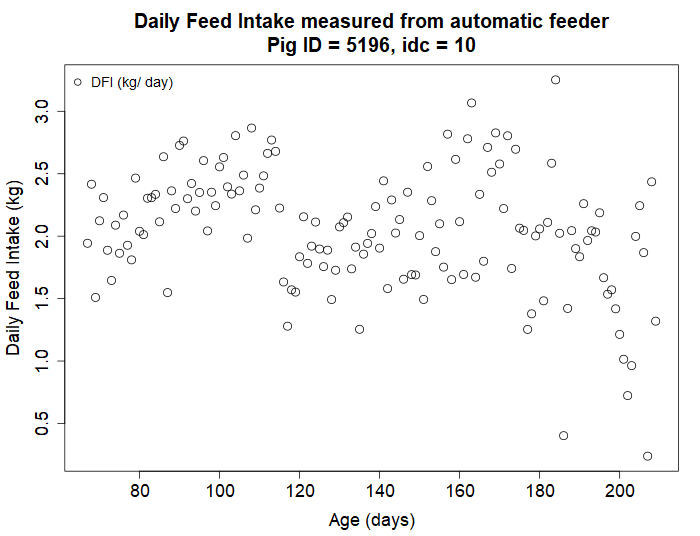 Daily Feed Intake measured from automatic feeder
Pig ID = 5196, idc = 10
DFI (kg/ day)
Daily Feed Intake (kg)
3.0
2.5
2.0
1.5
1.0
0.5
80 100 120 140 160 180 200
Age (days)